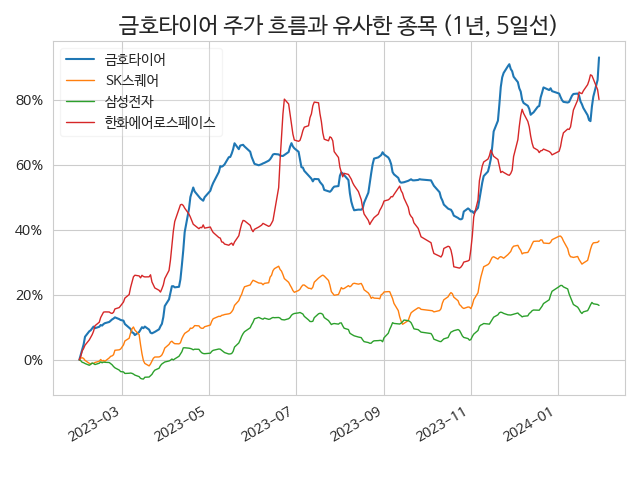 금호타이어 주가 흐름과 유사한 종목 (1년, 5일선)
금호타이어
SK스퀘어
삼성전자
한화에어로스페이스
80%
60%
40%
20%
0%
2023-03
2023-05
2023-07
2023-09
2023-11
2024-01